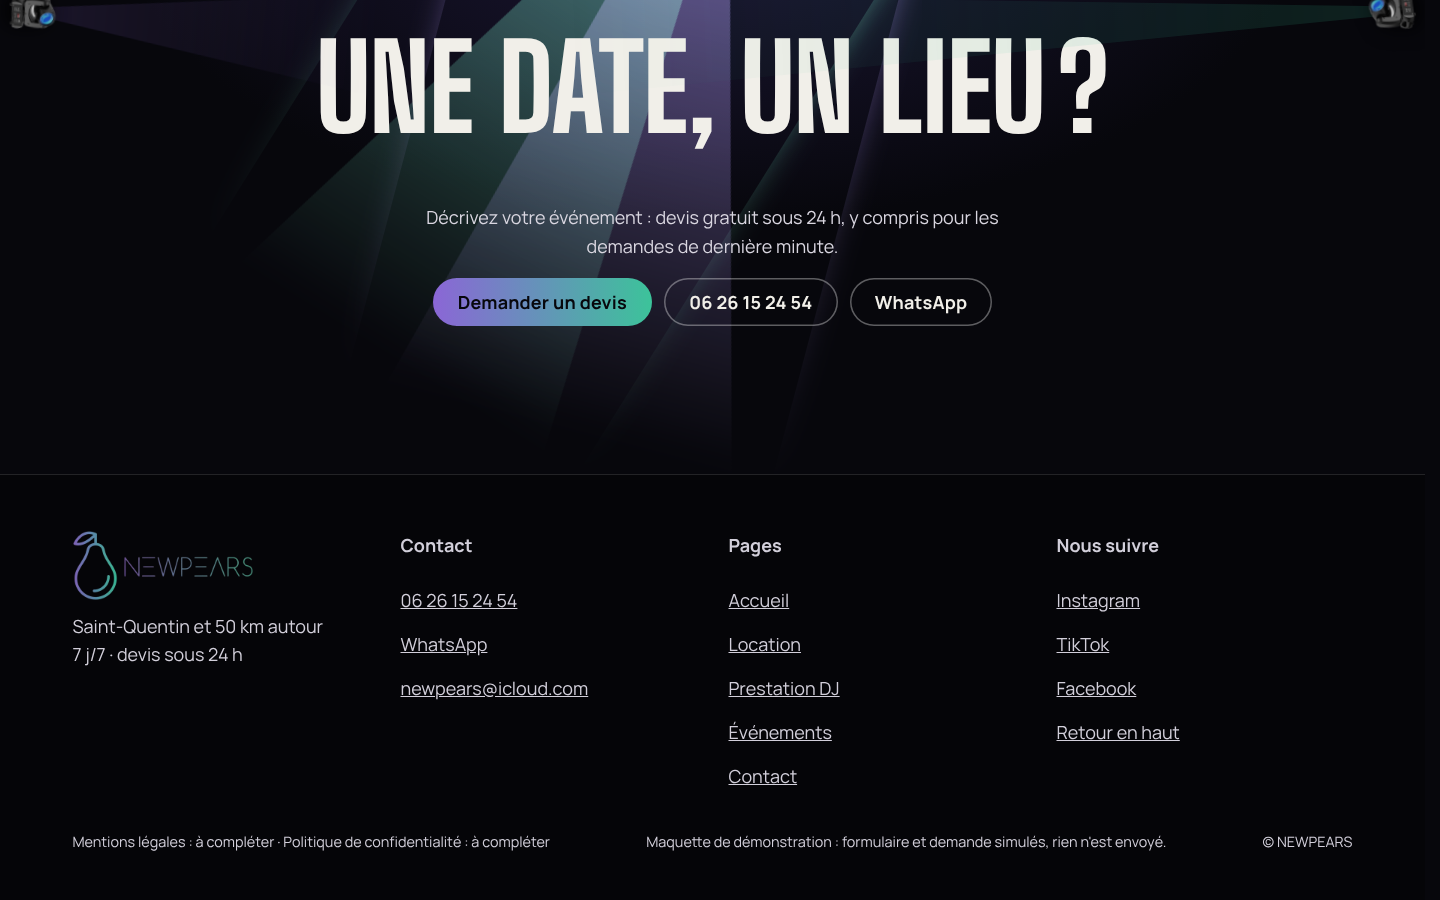 UNE DATE, UN LIEU ?
Décrivez votre événement : devis gratuit sous 24 h, y compris pour les
demandes de dernière minute.
Demander un devis
06 26 15 24 54
WhatsApp
NEWPEARS
Saint-Quentin et 50 km autour
7 j/7 · devis sous 24 h
Contact
06 26 15 24 54
WhatsApp
newpears@icloud.com
Pages
Accueil
Location
Prestation DJ
Événements
Contact
Nous suivre
Instagram
TikTok
Facebook
Retour en haut
Mentions légales : à compléter · Politique de confidentialité : à compléter
Maquette de démonstration : formulaire et demande simulés, rien n'est envoyé.
© NEWPEARS